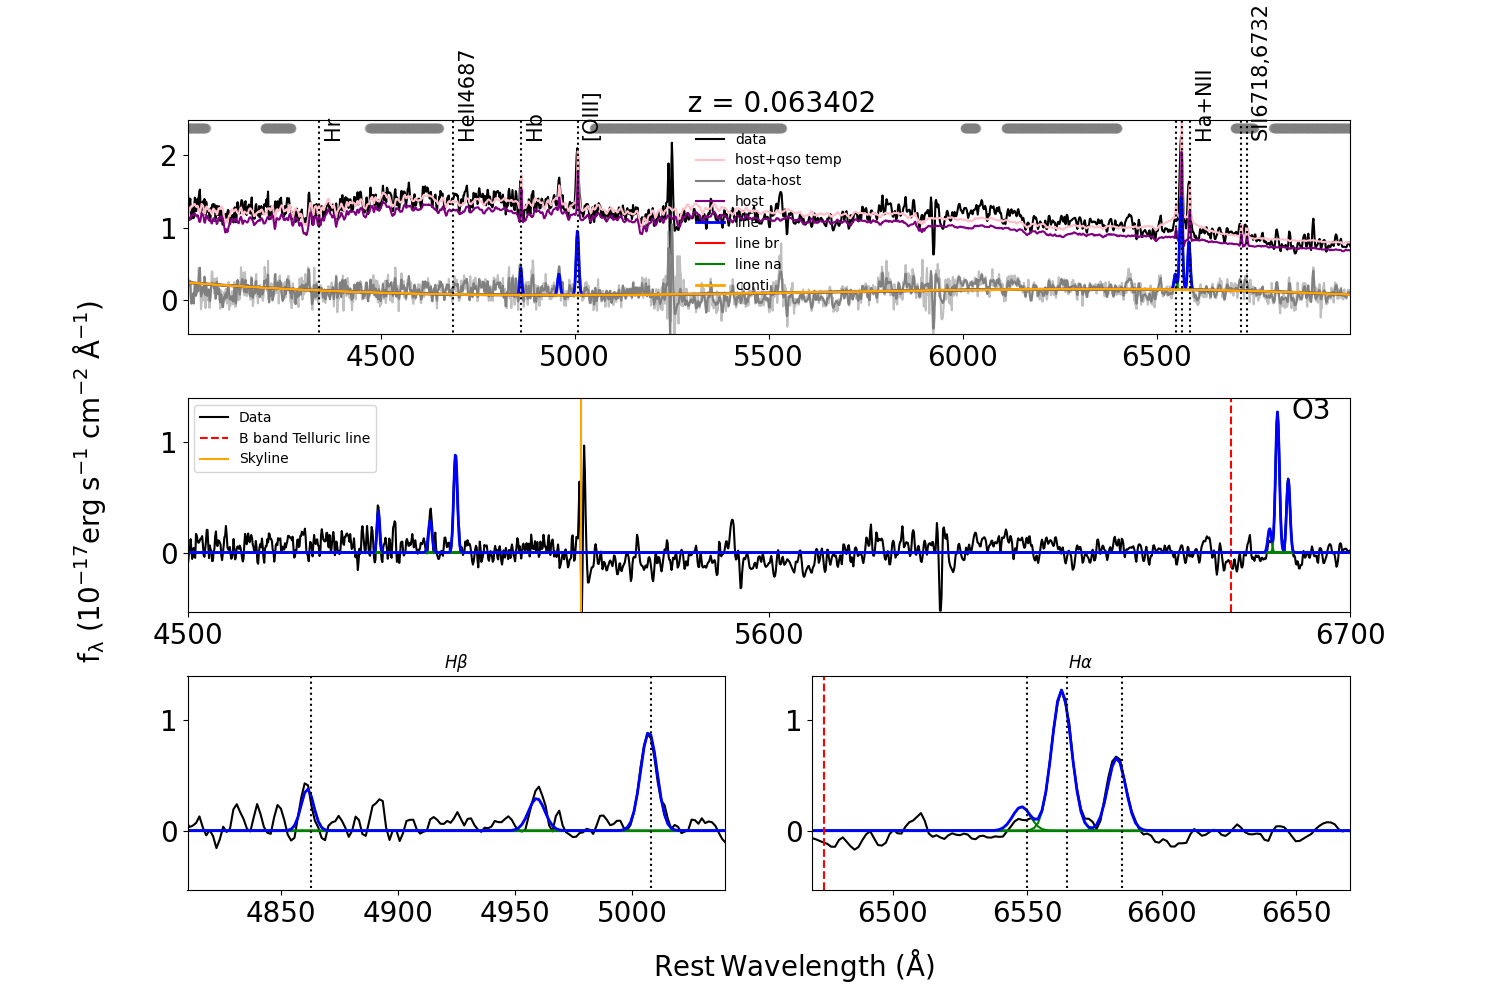 z = 0.063402
Hr
HeII4687
Hb
[OIII]
Ha+NII
SII6718,6732
data
host+qso temp
data-host
host
line
line br
line na
conti
2
1
0
4500
5000
5500
6000
6500
Data
B band Telluric line
Skyline
O3
1
0
4500
5600
6700
Hβ
Hα
1
0
4850
4900
4950
5000
1
0
6500
6550
6600
6650
f_λ (10⁻¹⁷erg s⁻¹ cm⁻² Å⁻¹)
Rest Wavelength (Å)